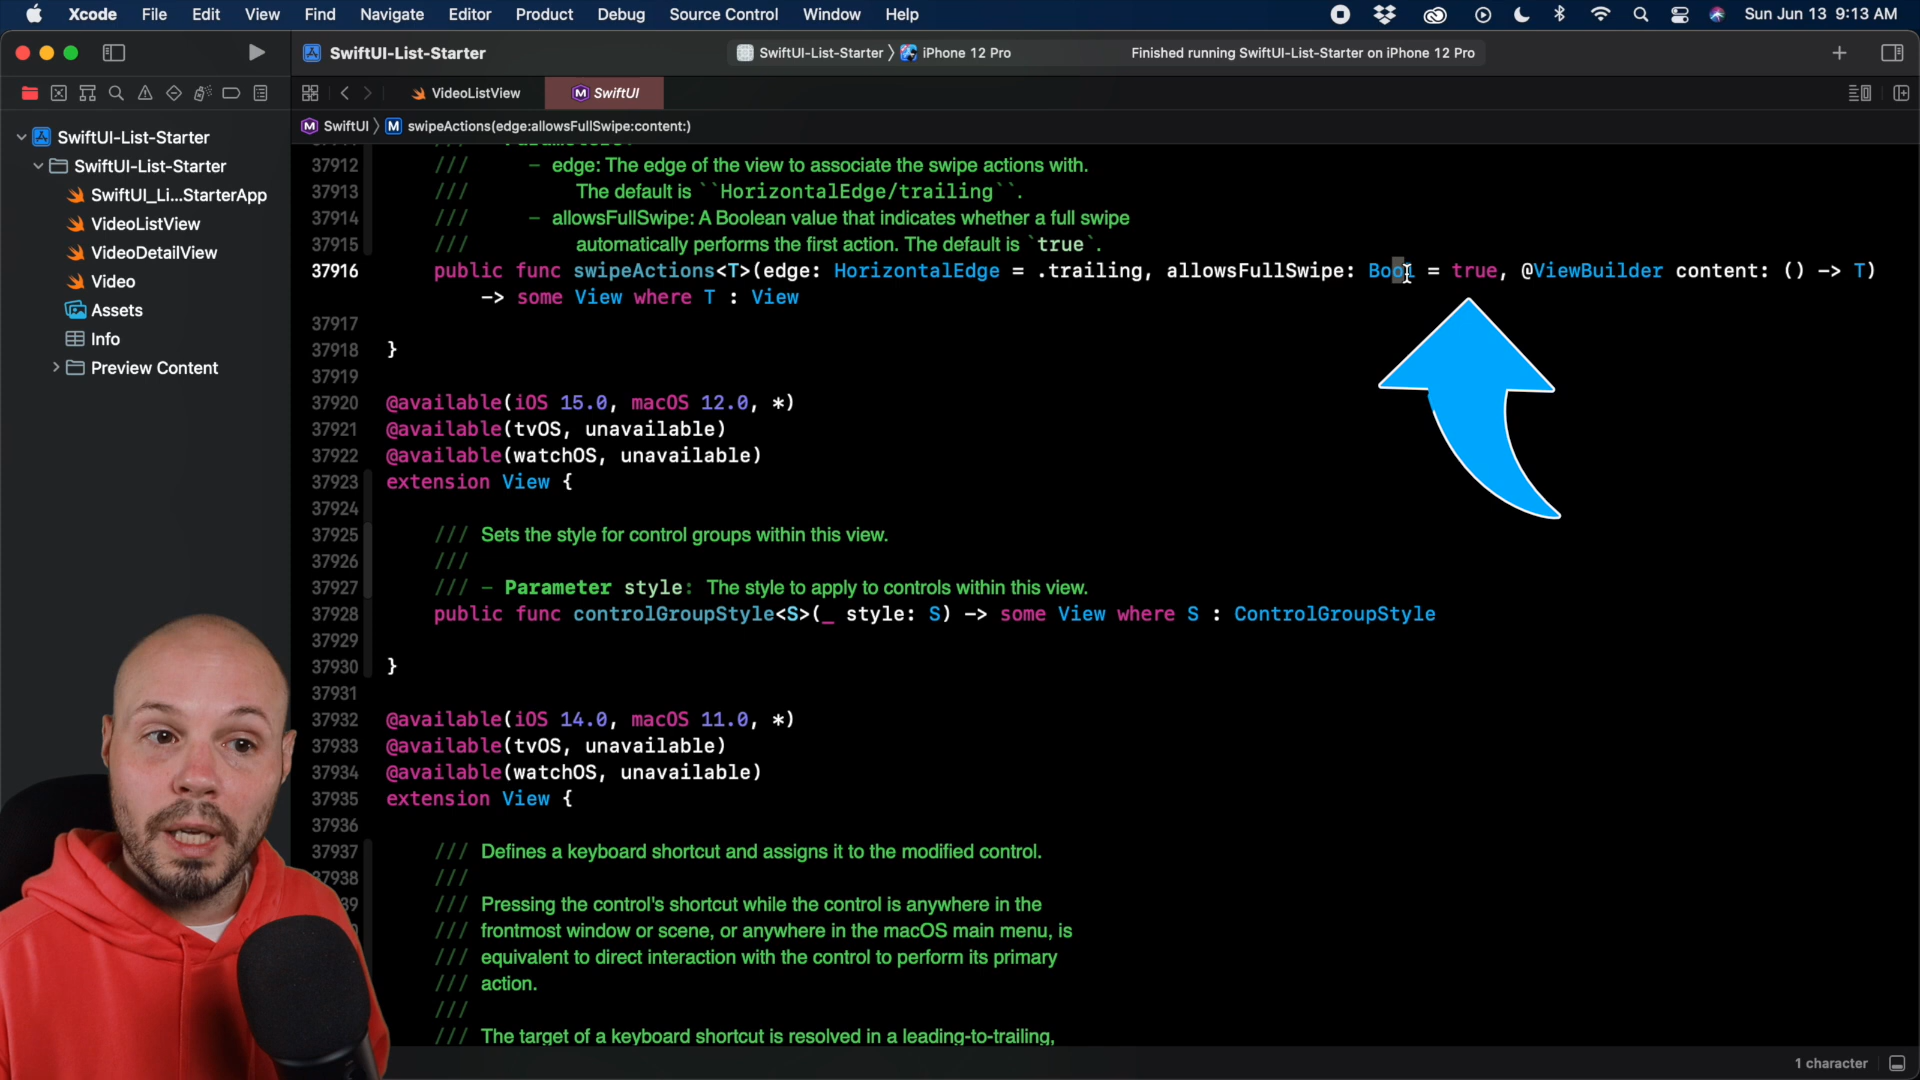 Xcode File Edit View Find Navigate Editor Product Debug Source Control Window Help Sun Jun 13 9:13 AM
SwiftUI-List-Starter SwiftUI-List-Starter iPhone 12 Pro Finished running SwiftUI-List-Starter on iPhone 12 Pro
VideoListView SwiftUI
SwiftUI swipeActions(edge:allowsFullSwipe:content:)
SwiftUI-List-Starter
SwiftUI-List-Starter
SwiftUI_Li...StarterApp
VideoListView
VideoDetailView
Video
Assets
Info
Preview Content
37912 /// - edge: The edge of the view to associate the swipe actions with.
37913 /// The default is ``HorizontalEdge/trailing``.
37914 /// - allowsFullSwipe: A Boolean value that indicates whether a full swipe
37915 /// automatically performs the first action. The default is `true`.
37916 public func swipeActions<T>(edge: HorizontalEdge = .trailing, allowsFullSwipe: Bool = true, @ViewBuilder content: () -> T)
-> some View where T : View
37917
37918 }
37919
37920 @available(iOS 15.0, macOS 12.0, *)
37921 @available(tvOS, unavailable)
37922 @available(watchOS, unavailable)
37923 extension View {
37924
37925 /// Sets the style for control groups within this view.
37926 ///
37927 /// - Parameter style: The style to apply to controls within this view.
37928 public func controlGroupStyle<S>(_ style: S) -> some View where S : ControlGroupStyle
37929
37930 }
37931
37932 @available(iOS 14.0, macOS 11.0, *)
37933 @available(tvOS, unavailable)
37934 @available(watchOS, unavailable)
37935 extension View {
37936
37937 /// Defines a keyboard shortcut and assigns it to the modified control.
7938 ///
39 /// Pressing the control's shortcut while the control is anywhere in the
/// frontmost window or scene, or anywhere in the macOS main menu, is
/// equivalent to direct interaction with the control to perform its primary
/// action.
///
/// The target of a keyboard shortcut is resolved in a leading-to-trailing,
1 character